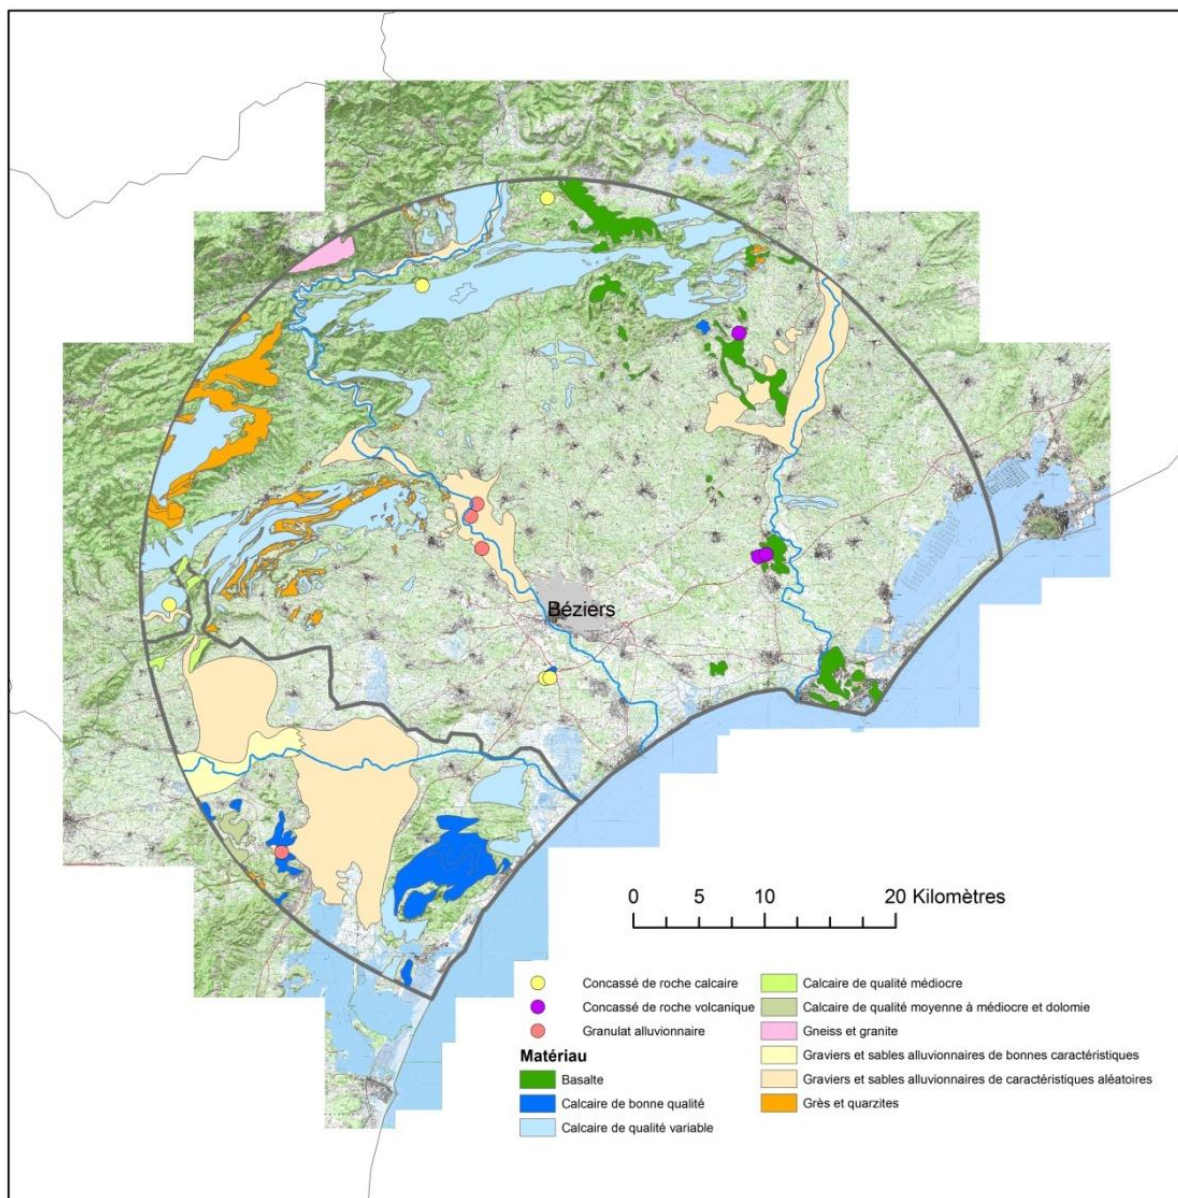 Béziers
0 5 10 20 Kilomètres
Concassé de roche calcaire
Concassé de roche volcanique
Granulat alluvionnaire
Matériau
Basalte
Calcaire de bonne qualité
Calcaire de qualité variable
Calcaire de qualité médiocre
Calcaire de qualité moyenne à médiocre et dolomie
Gneiss et granite
Graviers et sables alluvionnaires de bonnes caractéristiques
Graviers et sables alluvionnaires de caractéristiques aléatoires
Grès et quarzites